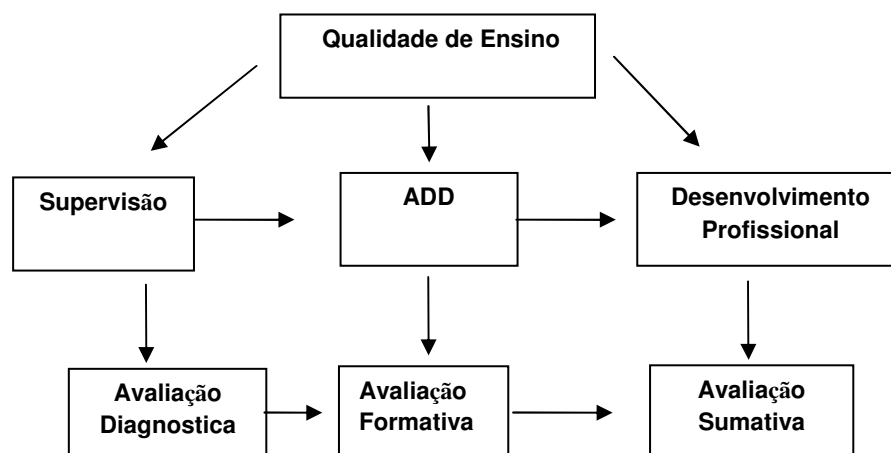 Qualidade de Ensino
Supervisão
ADD
Desenvolvimento
Profissional
Avaliação
Diagnostica
Avaliação
Formativa
Avaliação
Sumativa